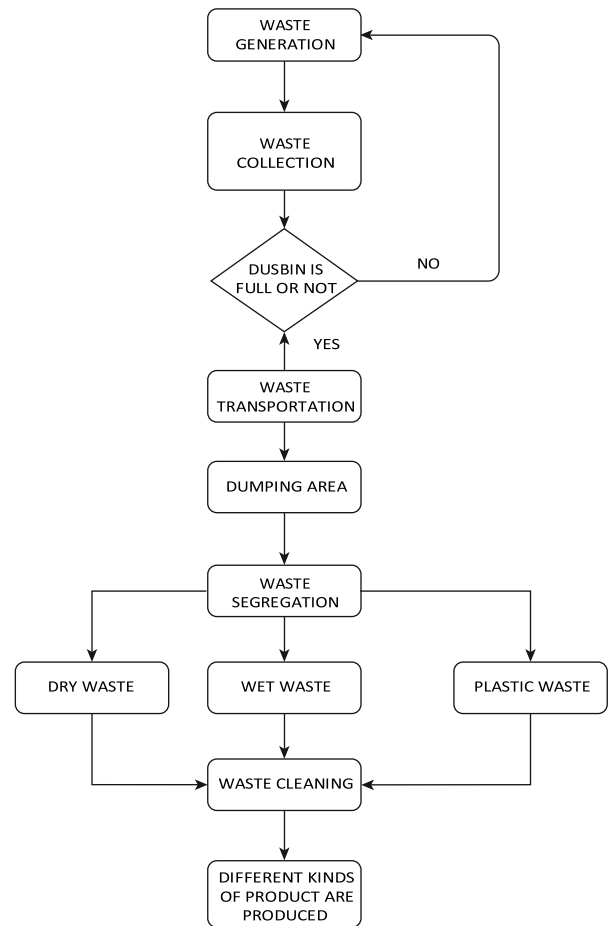 WASTE
GENERATION
WASTE
COLLECTION
DUSBIN IS
FULL OR NOT
NO
YES
WASTE
TRANSPORTATION
DUMPING AREA
WASTE
SEGREGATION
DRY WASTE
WET WASTE
PLASTIC WASTE
WASTE CLEANING
DIFFERENT KINDS
OF PRODUCT ARE
PRODUCED